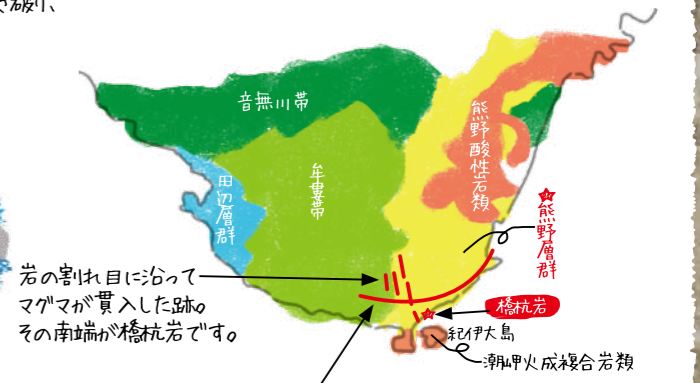 で破り、
音無川帯
熊野酸性岩類
牟婁帯
田辺層群
熊野層群
岩の割れ目に沿って
マグマが貫入した跡。
その南端が橋杭岩です。
橋杭岩
紀伊大島
潮岬火成複合岩類